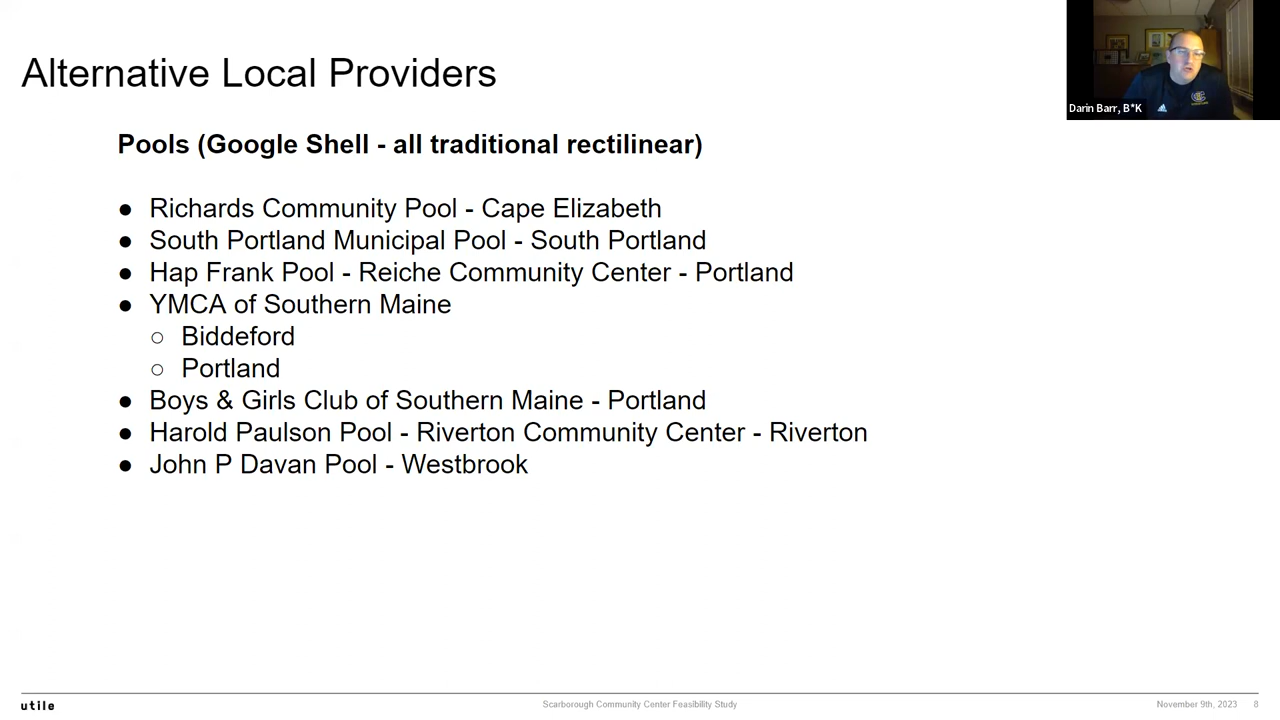 Alternative Local Providers
Darin Barr, B*K
Pools (Google Shell - all traditional rectilinear)
● Richards Community Pool - Cape Elizabeth
● South Portland Municipal Pool - South Portland
● Hap Frank Pool - Reiche Community Center - Portland
● YMCA of Southern Maine
○ Biddeford
○ Portland
● Boys & Girls Club of Southern Maine - Portland
● Harold Paulson Pool - Riverton Community Center - Riverton
● John P Davan Pool - Westbrook
utile
Scarborough Community Center Feasibility Study
November 9th, 2023 8